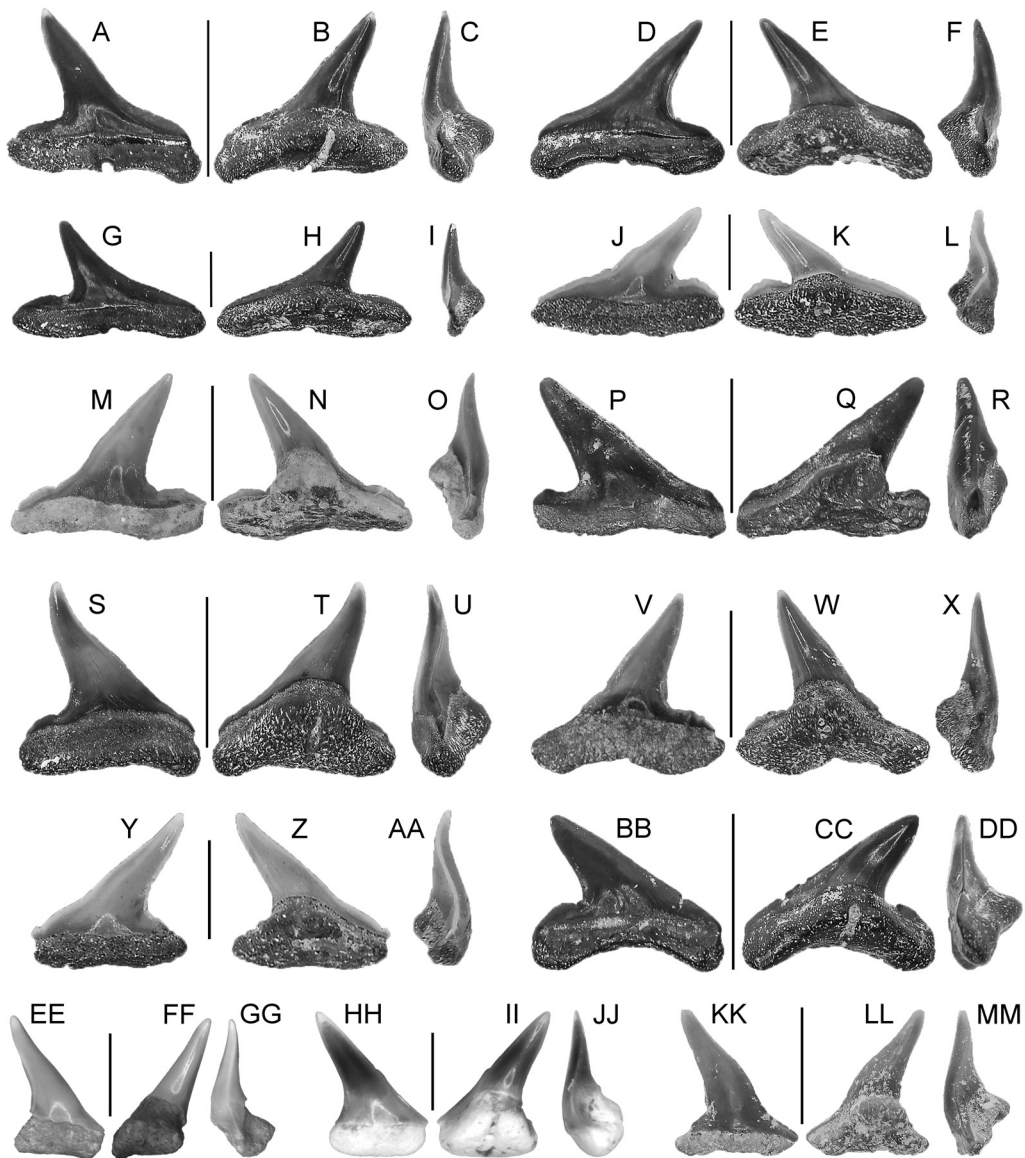 A B C D E F
G H I J K L
M N O P Q R
S T U V W X
Y Z AA BB CC DD
EE FF GG HH II JJ KK LL MM